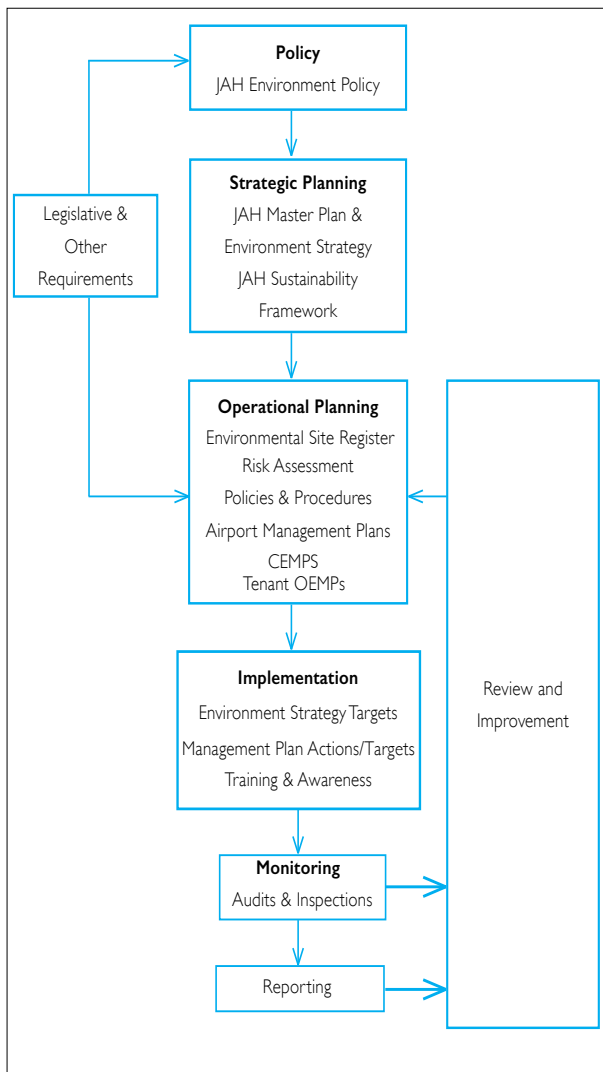 Policy
JAH Environment Policy
Legislative &
Other
Requirements
Strategic Planning
JAH Master Plan &
Environment Strategy
JAH Sustainability
Framework
Operational Planning
Environmental Site Register
Risk Assessment
Policies & Procedures
Airport Management Plans
CEMPS
Tenant OEMPs
Implementation
Environment Strategy Targets
Management Plan Actions/Targets
Training & Awareness
Monitoring
Audits & Inspections
Reporting
Review and
Improvement